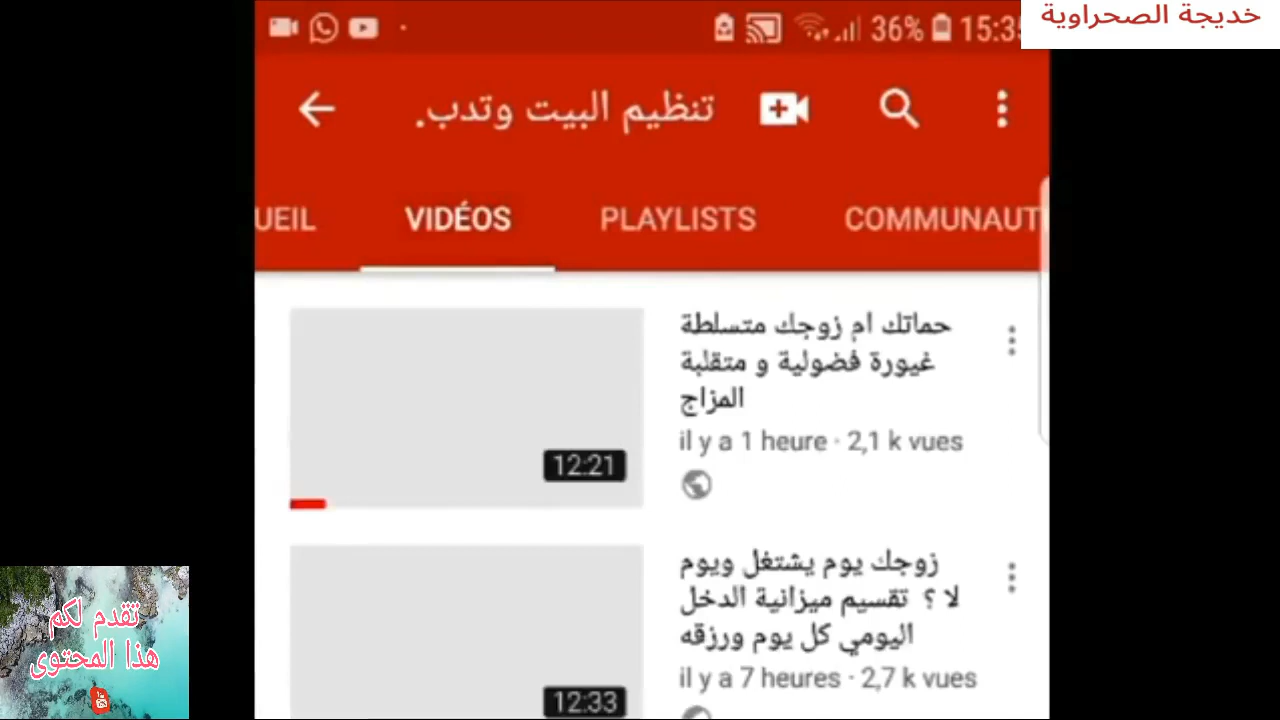 خديجة الصحراوية
36% 15:35
تنظيم البيت وتدب.
UEIL VIDÉOS PLAYLISTS COMMUNAUT
حماتك ام زوجك متسلطة
غيورة فضولية و متقلبة
المزاج
il y a 1 heure · 2,1 k vues
12:21
زوجك يوم يشتغل ويوم
لا ؟ تقسيم ميزانية الدخل
اليومي كل يوم ورزقه
il y a 7 heures · 2,7 k vues
12:33
تقدم لكم
هذا المحتوى